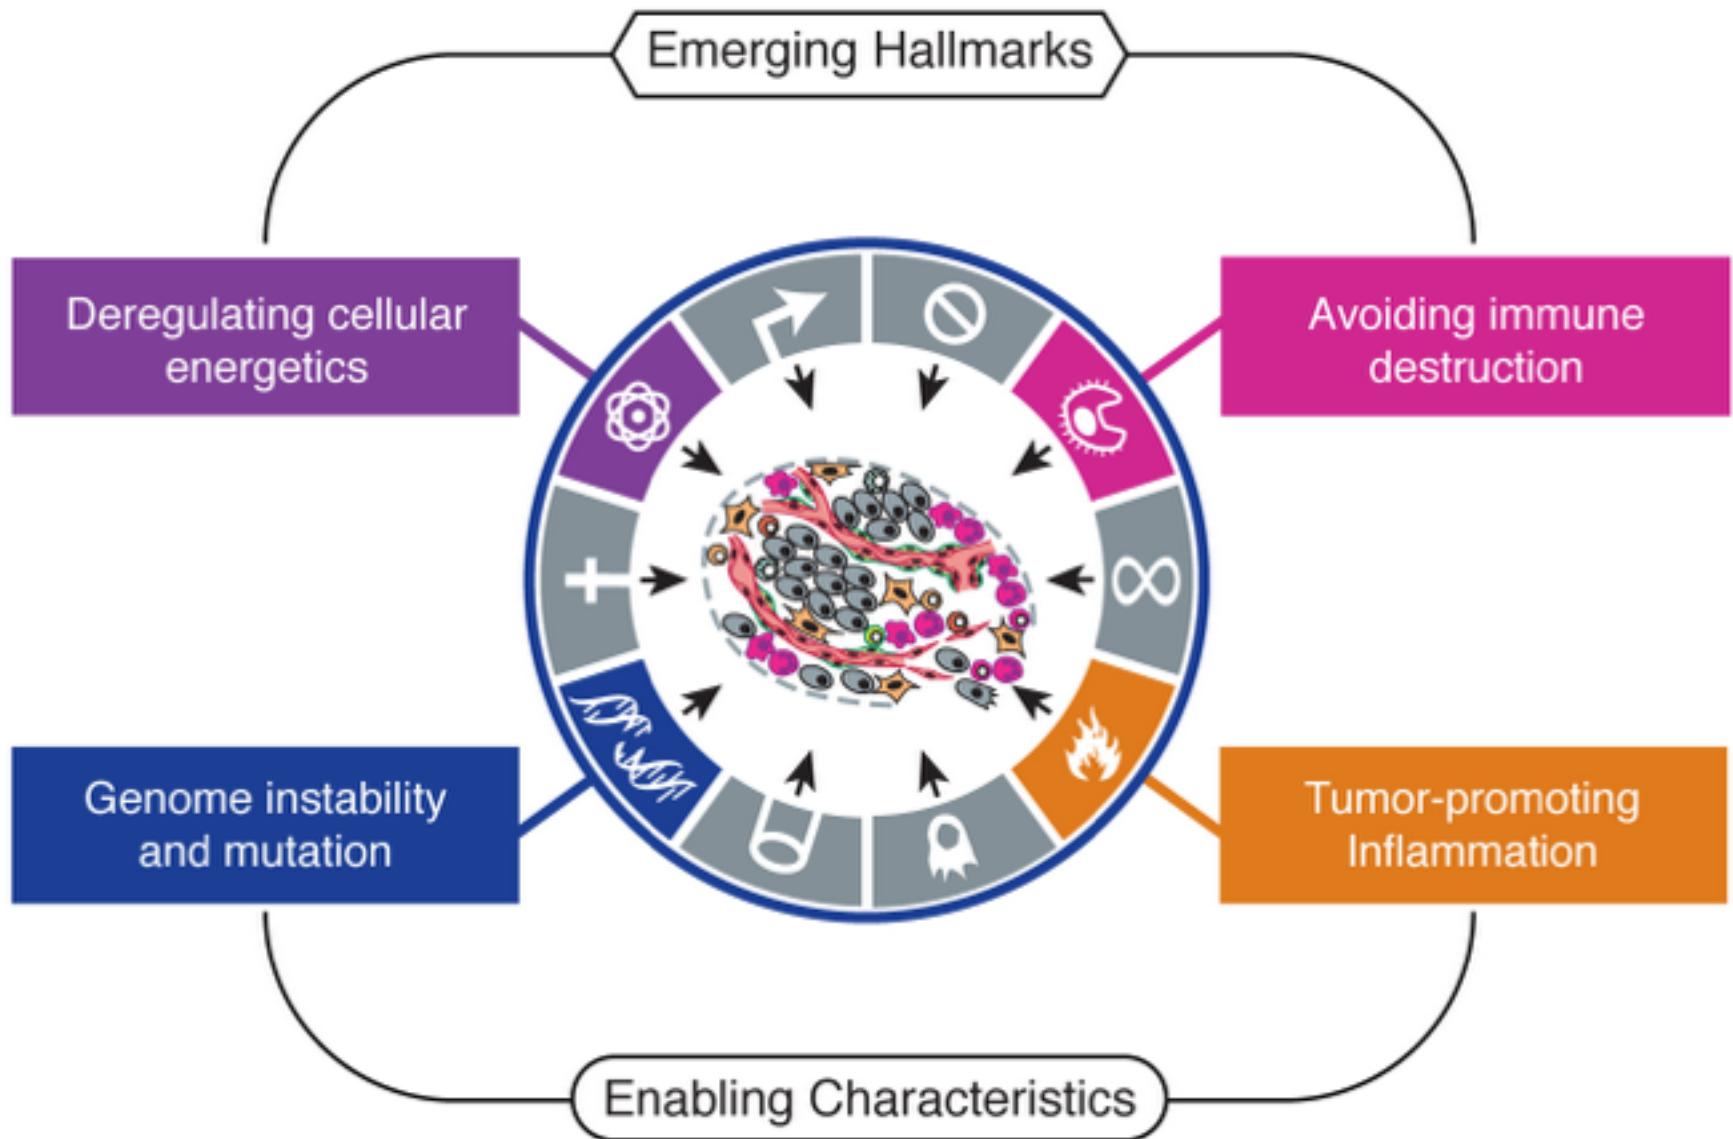 Emerging Hallmarks
Deregulating cellular
energetics
Avoiding immune
destruction
Genome instability
and mutation
Tumor-promoting
Inflammation
Enabling Characteristics